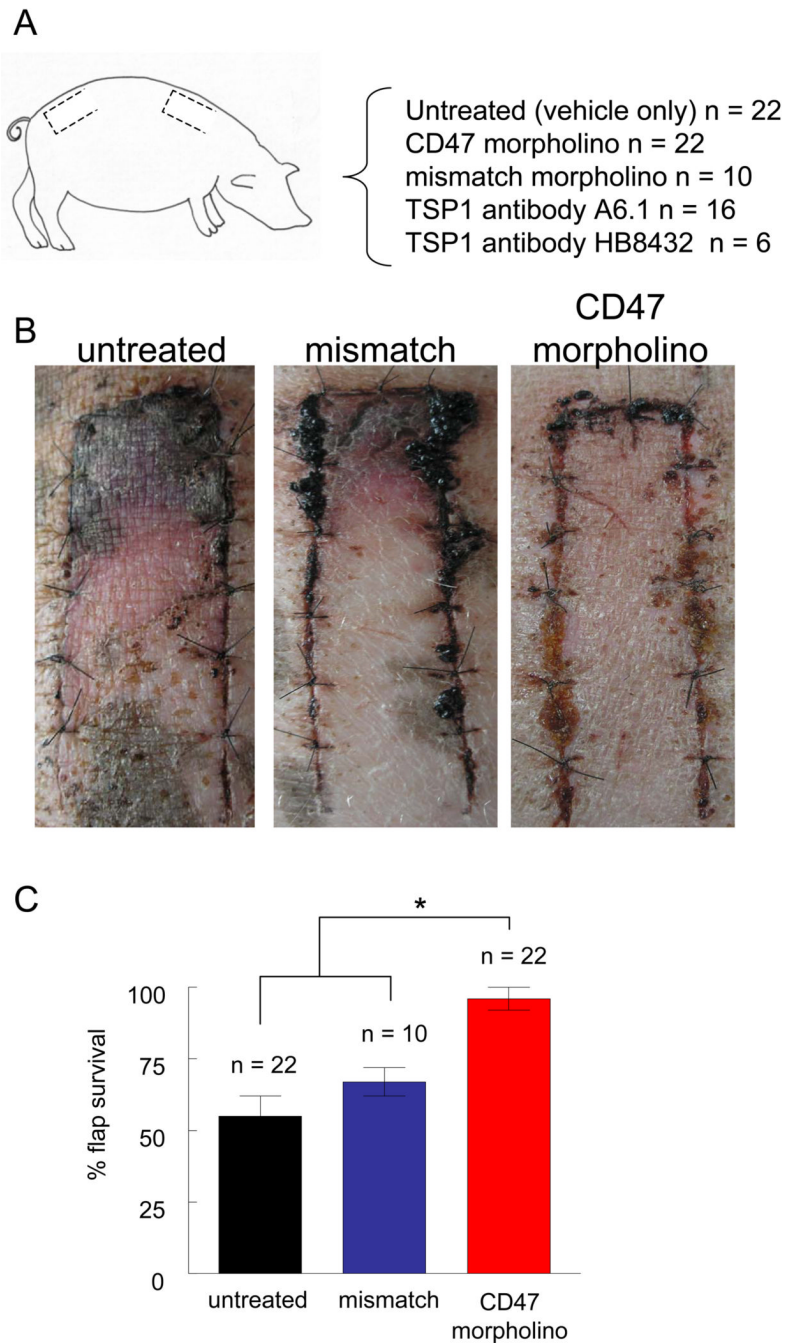 A
Untreated (vehicle only) n = 22
CD47 morpholino n = 22
mismatch morpholino n = 10
TSP1 antibody A6.1 n = 16
TSP1 antibody HB8432 n = 6
B
untreated
mismatch
CD47
morpholino
C
*
n = 22
n = 10
n = 22
100
75
50
25
0
% flap survival
untreated
mismatch
CD47
morpholino